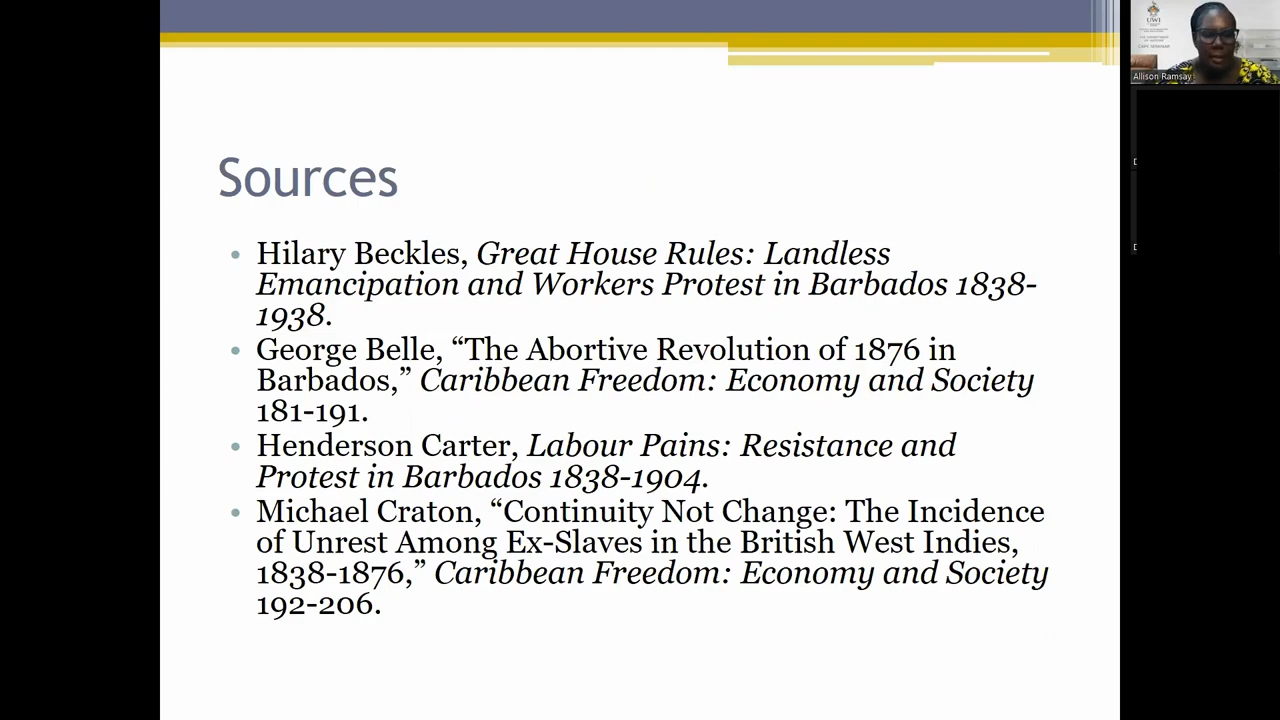 Sources
• Hilary Beckles, Great House Rules: Landless
Emancipation and Workers Protest in Barbados 1838-
1938.
• George Belle, “The Abortive Revolution of 1876 in
Barbados,” Caribbean Freedom: Economy and Society
181-191.
• Henderson Carter, Labour Pains: Resistance and
Protest in Barbados 1838-1904.
• Michael Craton, “Continuity Not Change: The Incidence
of Unrest Among Ex-Slaves in the British West Indies,
1838-1876,” Caribbean Freedom: Economy and Society
192-206.
UWI
Allison Ramsay
D
D